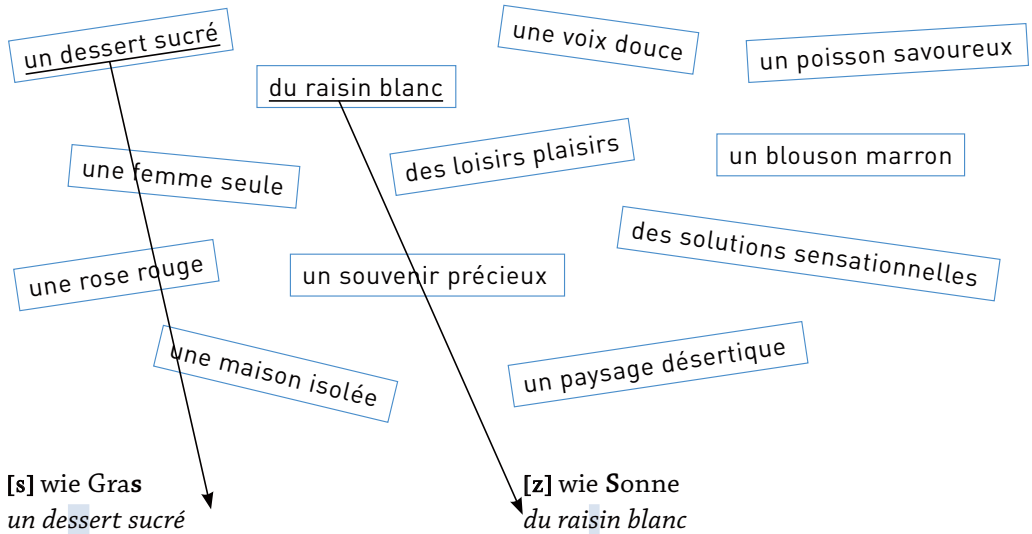 un dessert sucré
une voix douce
un poisson savoureux
du raisin blanc
une femme seule
des loisirs plaisirs
un blouson marron
une rose rouge
un souvenir précieux
des solutions sensationnelles
une maison isolée
un paysage désertique
[s] wie Gras
un dessert sucré
[z] wie Sonne
du raisin blanc